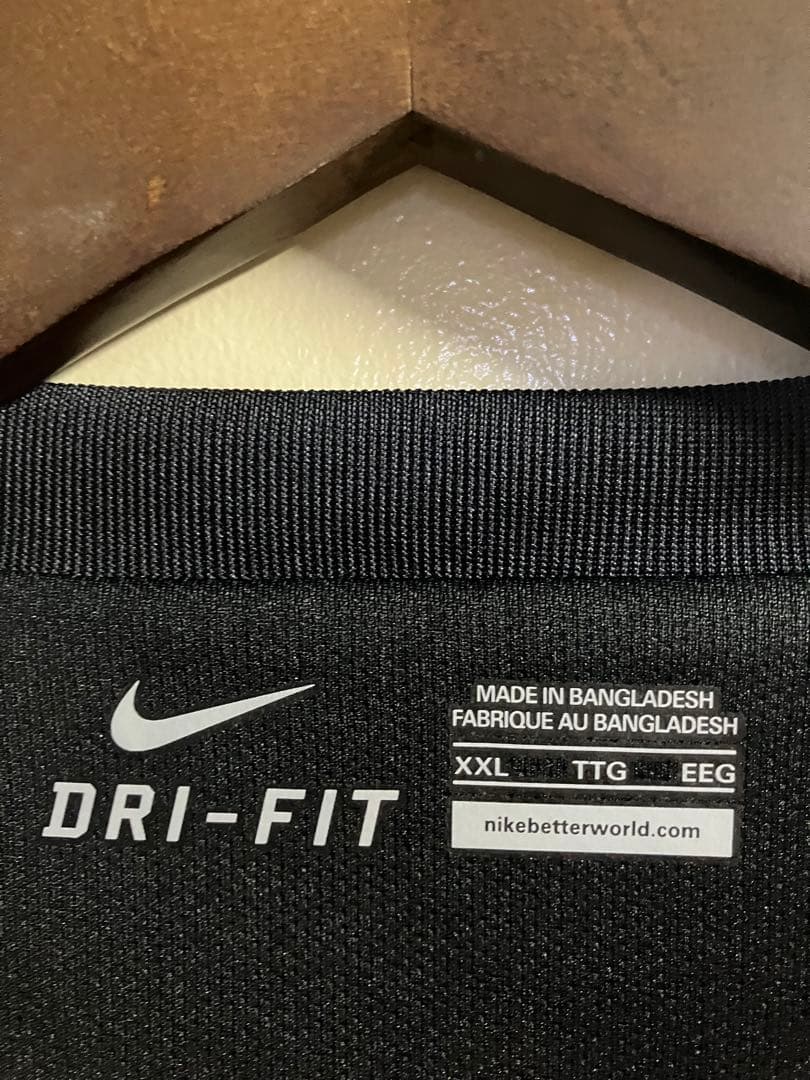 DRI-FIT
MADE IN BANGLADESH
FABRIQUE AU BANGLADESH
XXL TTG EEG
nikebetterworld.com